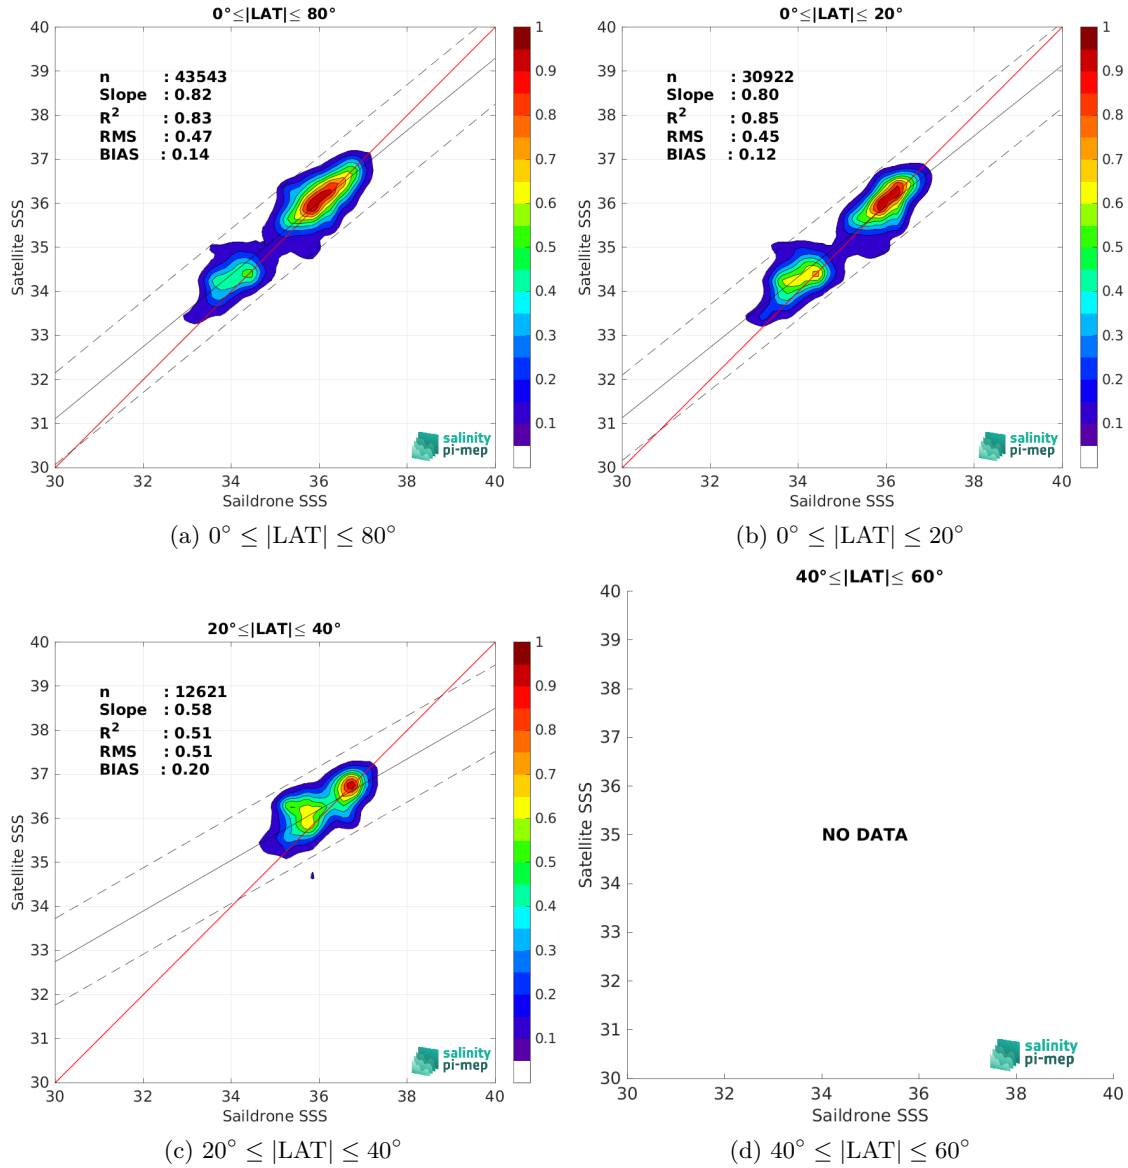 0°≤|LAT|≤ 80°
40
39
38
37
36
35
34
33
32
31
30
30 32 34 36 38 40
Satellite SSS
Saildrone SSS
n : 43543
Slope : 0.82
R² : 0.83
RMS : 0.47
BIAS : 0.14
salinity
pi-mep
1
0.9
0.8
0.7
0.6
0.5
0.4
0.3
0.2
0.1
(a) 0° ≤ |LAT| ≤ 80°
0°≤|LAT|≤ 20°
40
39
38
37
36
35
34
33
32
31
30
30 32 34 36 38 40
Satellite SSS
Saildrone SSS
n : 30922
Slope : 0.80
R² : 0.85
RMS : 0.45
BIAS : 0.12
salinity
pi-mep
1
0.9
0.8
0.7
0.6
0.5
0.4
0.3
0.2
0.1
(b) 0° ≤ |LAT| ≤ 20°
20°≤|LAT|≤ 40°
40
39
38
37
36
35
34
33
32
31
30
30 32 34 36 38 40
Satellite SSS
Saildrone SSS
n : 12621
Slope : 0.58
R² : 0.51
RMS : 0.51
BIAS : 0.20
salinity
pi-mep
1
0.9
0.8
0.7
0.6
0.5
0.4
0.3
0.2
0.1
(c) 20° ≤ |LAT| ≤ 40°
40°≤|LAT|≤ 60°
40
39
38
37
36
35
34
33
32
31
30
30 32 34 36 38 40
Satellite SSS
Saildrone SSS
NO DATA
salinity
pi-mep
(d) 40° ≤ |LAT| ≤ 60°